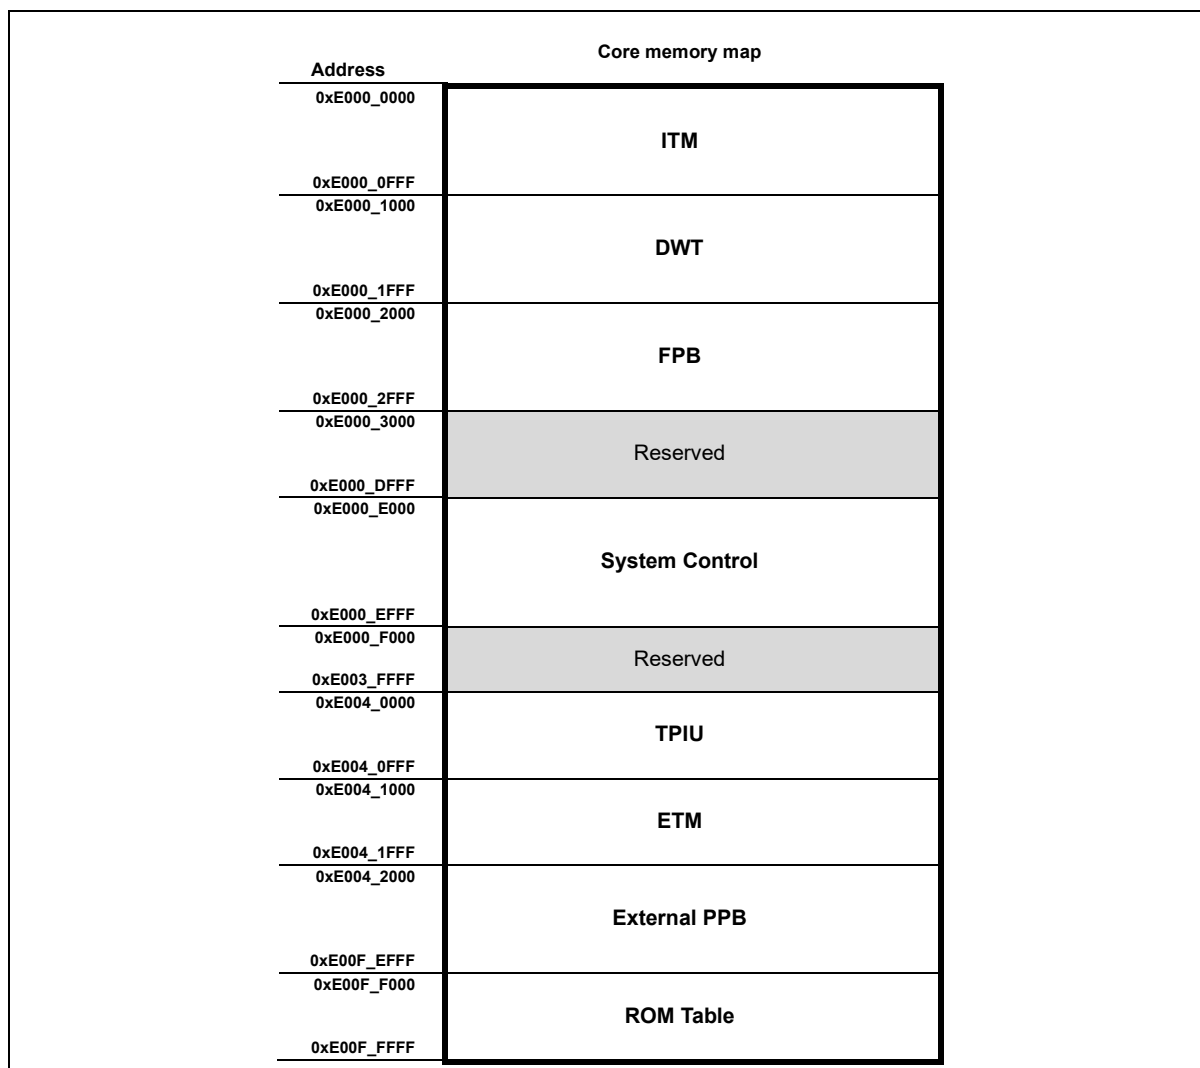 Core memory map
Address
0xE000_0000
ITM
0xE000_0FFF
0xE000_1000
DWT
0xE000_1FFF
0xE000_2000
FPB
0xE000_2FFF
0xE000_3000
Reserved
0xE000_DFFF
0xE000_E000
System Control
0xE000_EFFF
0xE000_F000
Reserved
0xE003_FFFF
0xE004_0000
TPIU
0xE004_0FFF
0xE004_1000
ETM
0xE004_1FFF
0xE004_2000
External PPB
0xE00F_EFFF
0xE00F_F000
ROM Table
0xE00F_FFFF